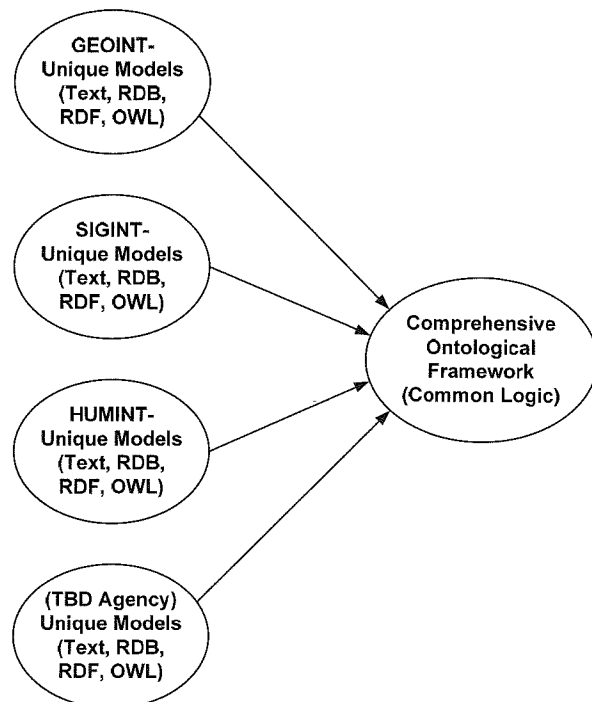 GEOINT-
Unique Models
(Text, RDB,
RDF, OWL)
SIGINT-
Unique Models
(Text, RDB,
RDF, OWL)
HUMINT-
Unique Models
(Text, RDB,
RDF, OWL)
(TBD Agency)
Unique Models
(Text, RDB,
RDF, OWL)
Comprehensive
Ontological
Framework
(Common Logic)